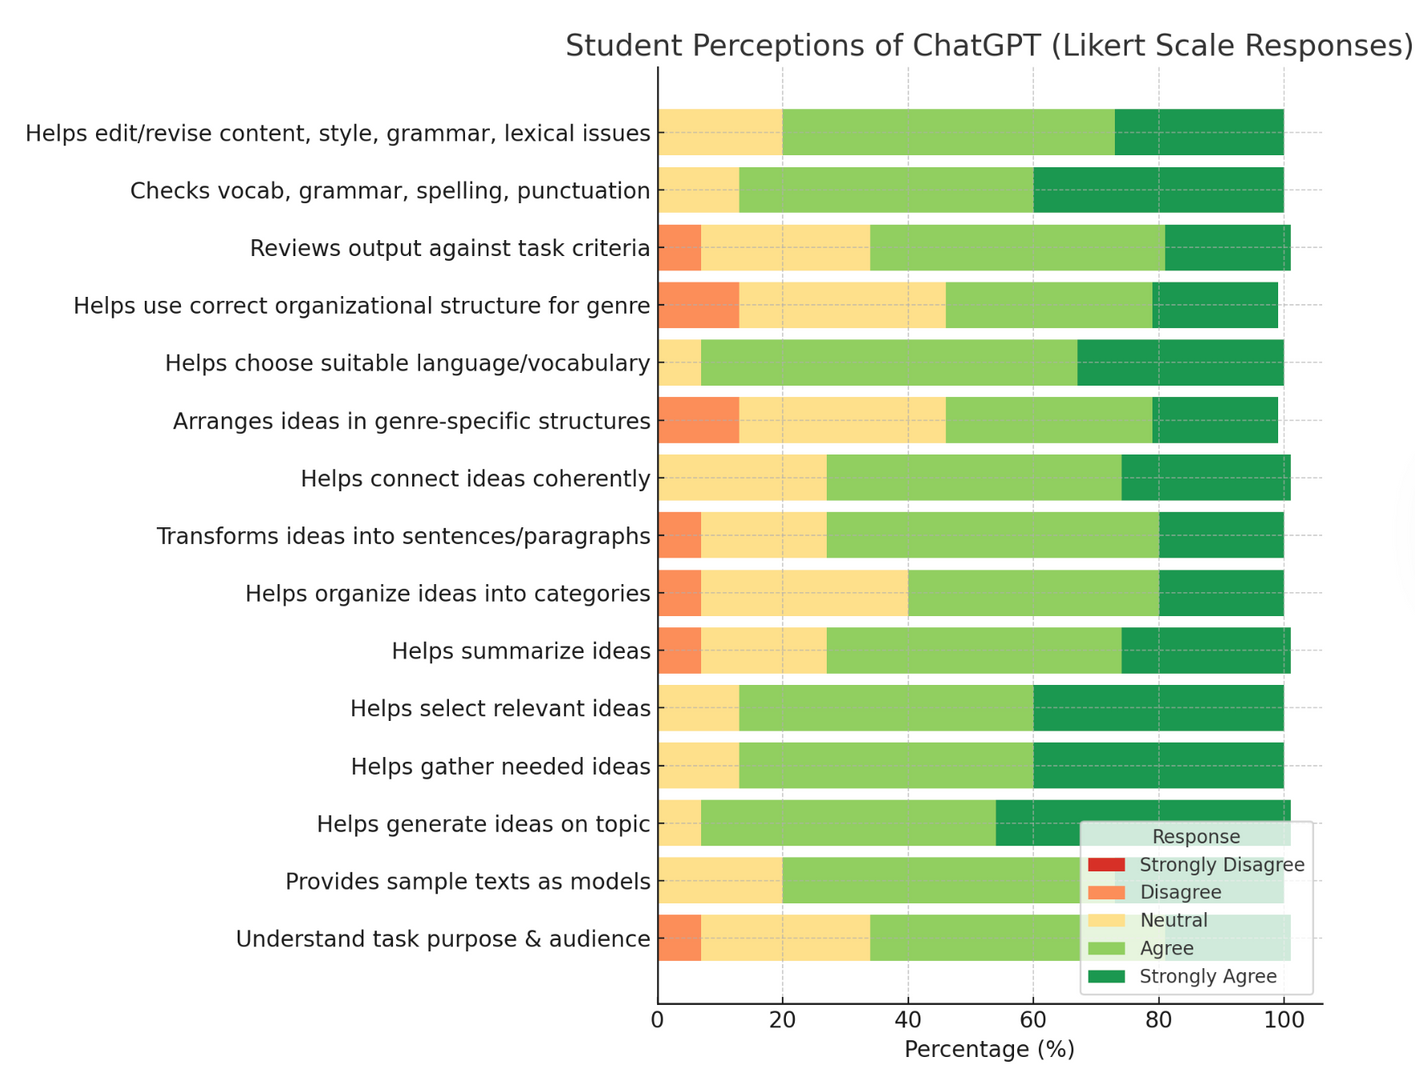 Student Perceptions of ChatGPT (Likert Scale Responses)
Helps edit/revise content, style, grammar, lexical issues
Checks vocab, grammar, spelling, punctuation
Reviews output against task criteria
Helps use correct organizational structure for genre
Helps choose suitable language/vocabulary
Arranges ideas in genre-specific structures
Helps connect ideas coherently
Transforms ideas into sentences/paragraphs
Helps organize ideas into categories
Helps summarize ideas
Helps select relevant ideas
Helps gather needed ideas
Helps generate ideas on topic
Provides sample texts as models
Understand task purpose & audience
Response
Strongly Disagree
Disagree
Neutral
Agree
Strongly Agree
0 20 40 60 80 100
Percentage (%)